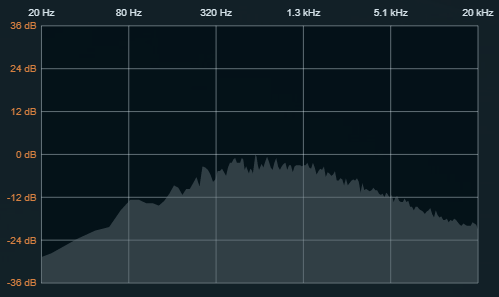 20 Hz 80 Hz 320 Hz 1.3 kHz 5.1 kHz 20 kHz
36 dB
24 dB
12 dB
0 dB
-12 dB
-24 dB
-36 dB